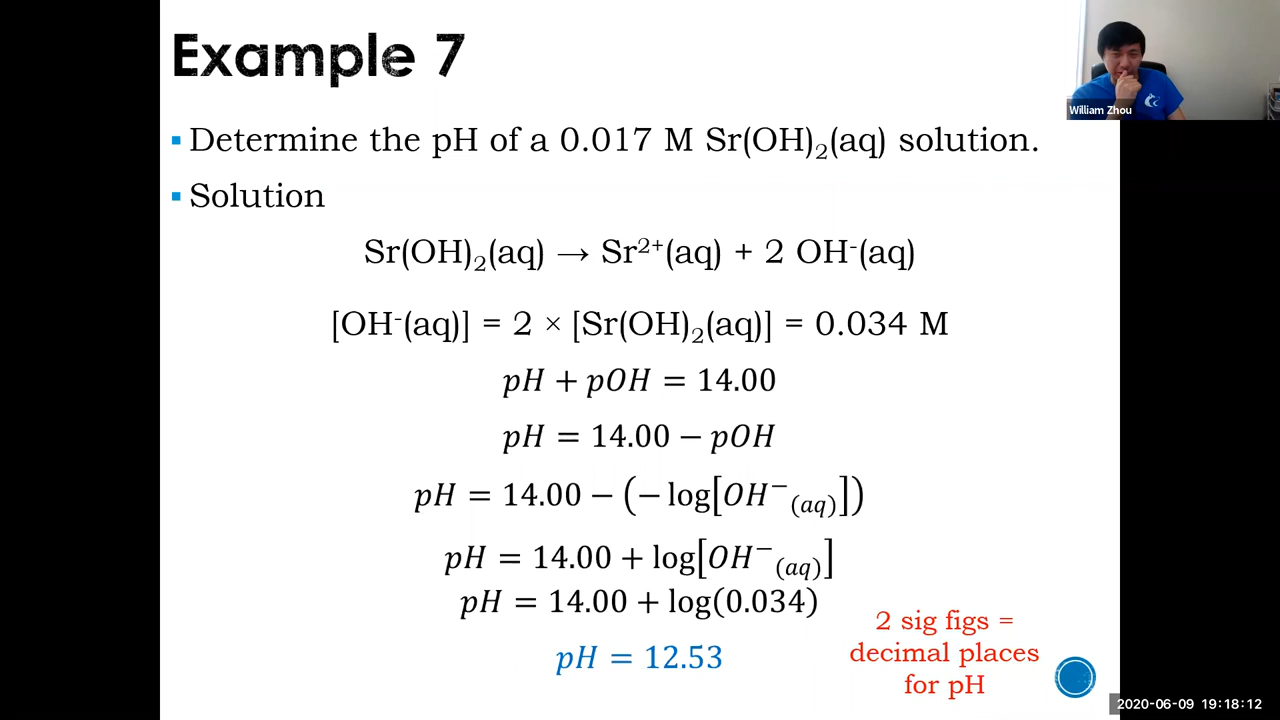 Example 7
William Zhou
▪ Determine the pH of a 0.017 M Sr(OH)₂(aq) solution.
▪ Solution
Sr(OH)₂(aq) → Sr²⁺(aq) + 2 OH⁻(aq)
[OH⁻(aq)] = 2 × [Sr(OH)₂(aq)] = 0.034 M
pH + pOH = 14.00
pH = 14.00 − pOH
pH = 14.00 − (− log[OH⁻₍aq₎])
pH = 14.00 + log[OH⁻₍aq₎]
pH = 14.00 + log(0.034)
pH = 12.53
2 sig figs =
decimal places
for pH
2020-06-09 19:18:12